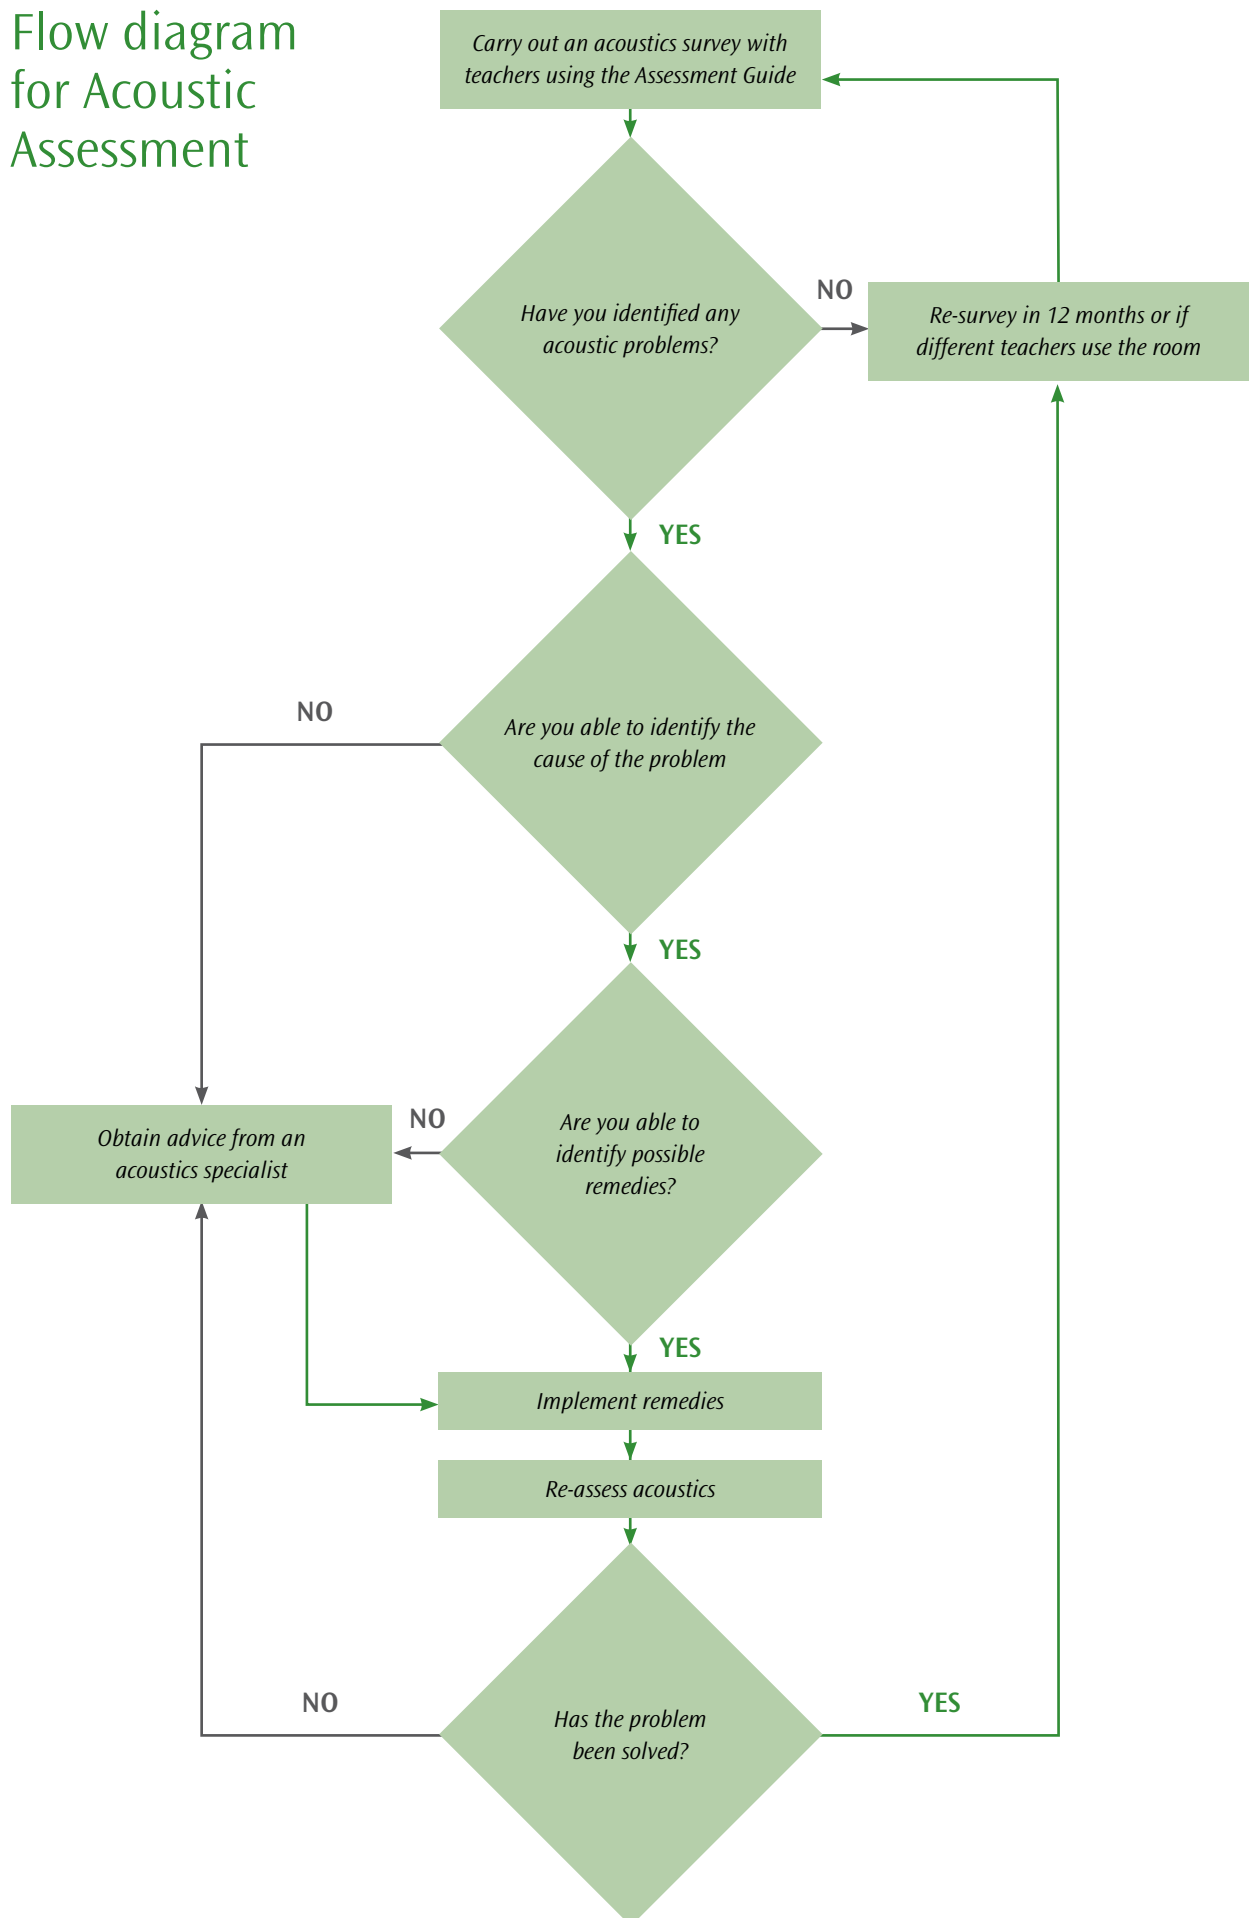 Flow diagram
for Acoustic
Assessment
Carry out an acoustics survey with
teachers using the Assessment Guide
Have you identified any
acoustic problems?
NO
Re-survey in 12 months or if
different teachers use the room
YES
Are you able to identify the
cause of the problem
NO
YES
Are you able to
identify possible
remedies?
NO
Obtain advice from an
acoustics specialist
YES
Implement remedies
Re-assess acoustics
Has the problem
been solved?
NO
YES